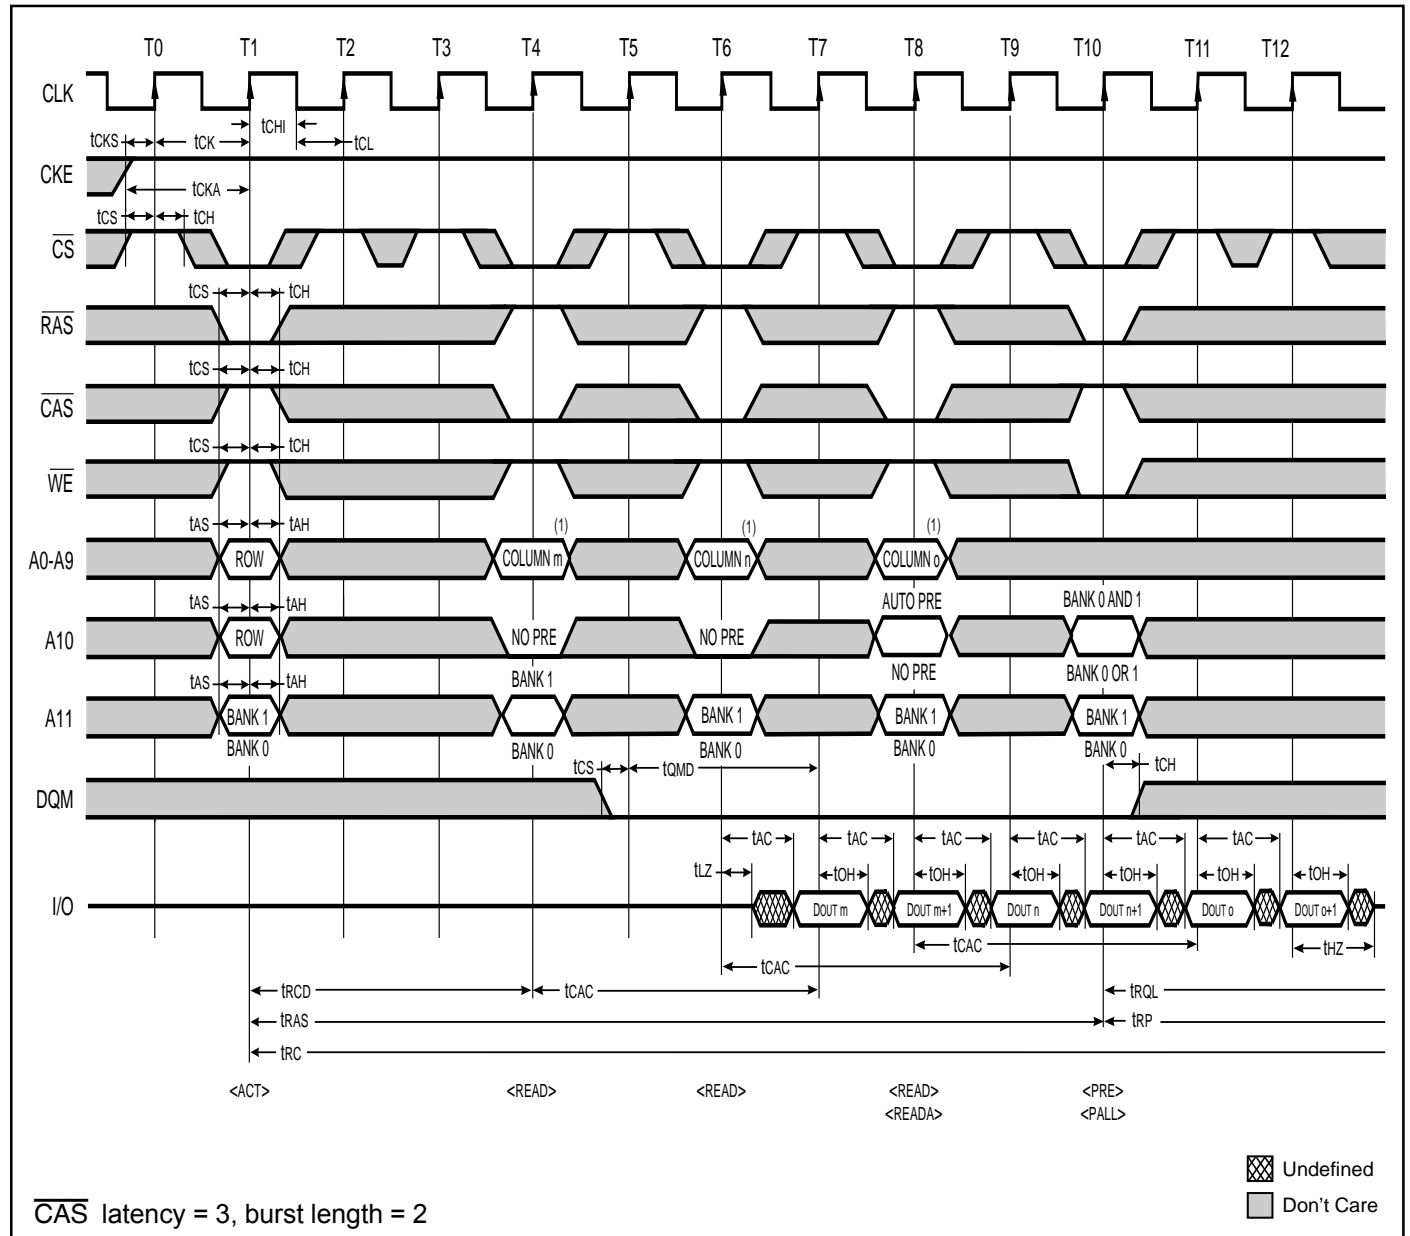 T0 T1 T2 T3 T4 T5 T6 T7 T8 T9 T10 T11 T12
CLK
tCHI
tCKS tCK tCL
CKE
tCKA
tCS tCH
CS
tCS tCH
RAS
tCS tCH
CAS
tCS tCH
WE
tAS tAH (1) (1) (1)
A0-A9 ROW COLUMN m COLUMN n COLUMN o
tAS tAH AUTO PRE BANK 0 AND 1
A10 ROW NO PRE NO PRE
tAS tAH BANK 1 NO PRE BANK 0 OR 1
A11 BANK 1 BANK 1 BANK 1 BANK 1
BANK 0 BANK 0 BANK 0 BANK 0 BANK 0
tCS tQMD tCH
DQM
tAC tAC tAC tAC tAC tAC
tLZ tOH tOH tOH tOH tOH tOH
I/O DOUT m DOUT m+1 DOUT n DOUT n+1 DOUT o DOUT o+1
tCAC tHZ
tCAC
tRCD tCAC tRQL
tRAS tRP
tRC
<ACT> <READ> <READ> <READ> <PRE>
<READA> <PALL>
Undefined
Don't Care
CAS latency = 3, burst length = 2